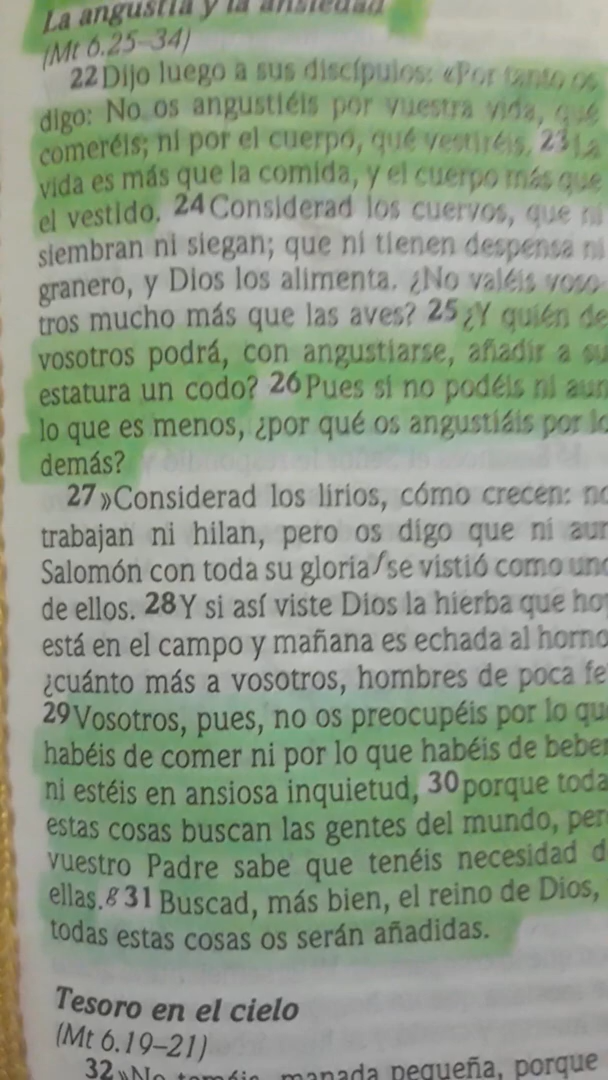 La angustia y la ansiedad
(Mt 6.25–34)
22 Dijo luego a sus discípulos: «Por tanto os
digo: No os angustiéis por vuestra vida, qué
comeréis; ni por el cuerpo, qué vestiréis. 23 La
vida es más que la comida, y el cuerpo más que
el vestido. 24 Considerad los cuervos, que ni
siembran ni siegan; que ni tienen despensa ni
granero, y Dios los alimenta. ¿No valéis voso-
tros mucho más que las aves? 25 ¿Y quién de
vosotros podrá, con angustiarse, añadir a su
estatura un codo? 26 Pues si no podéis ni aun
lo que es menos, ¿por qué os angustiáis por lo
demás?
27 »Considerad los lirios, cómo crecen: no
trabajan ni hilan, pero os digo que ni aun
Salomón con toda su gloria f se vistió como uno
de ellos. 28 Y si así viste Dios la hierba que hoy
está en el campo y mañana es echada al horno
¿cuánto más a vosotros, hombres de poca fe
29 Vosotros, pues, no os preocupéis por lo que
habéis de comer ni por lo que habéis de beber
ni estéis en ansiosa inquietud, 30 porque toda
estas cosas buscan las gentes del mundo, pero
vuestro Padre sabe que tenéis necesidad d
ellas. g 31 Buscad, más bien, el reino de Dios,
todas estas cosas os serán añadidas.
Tesoro en el cielo
(Mt 6.19–21)
32 »No temáis, manada pequeña, porque